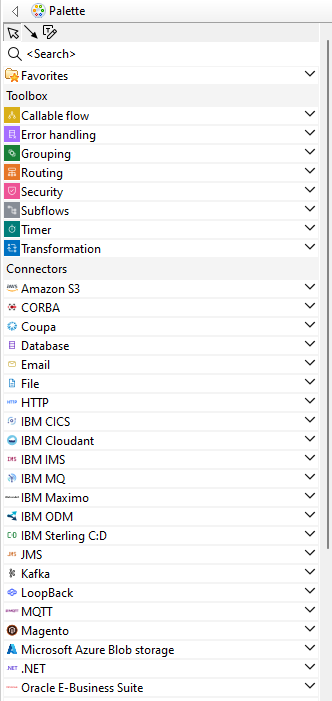 Palette
<Search>
Favorites
Toolbox
Callable flow
Error handling
Grouping
Routing
Security
Subflows
Timer
Transformation
Connectors
Amazon S3
CORBA
Coupa
Database
Email
File
HTTP
IBM CICS
IBM Cloudant
IBM IMS
IBM MQ
IBM Maximo
IBM ODM
IBM Sterling C:D
JMS
Kafka
LoopBack
MQTT
Magento
Microsoft Azure Blob storage
.NET
Oracle E-Business Suite